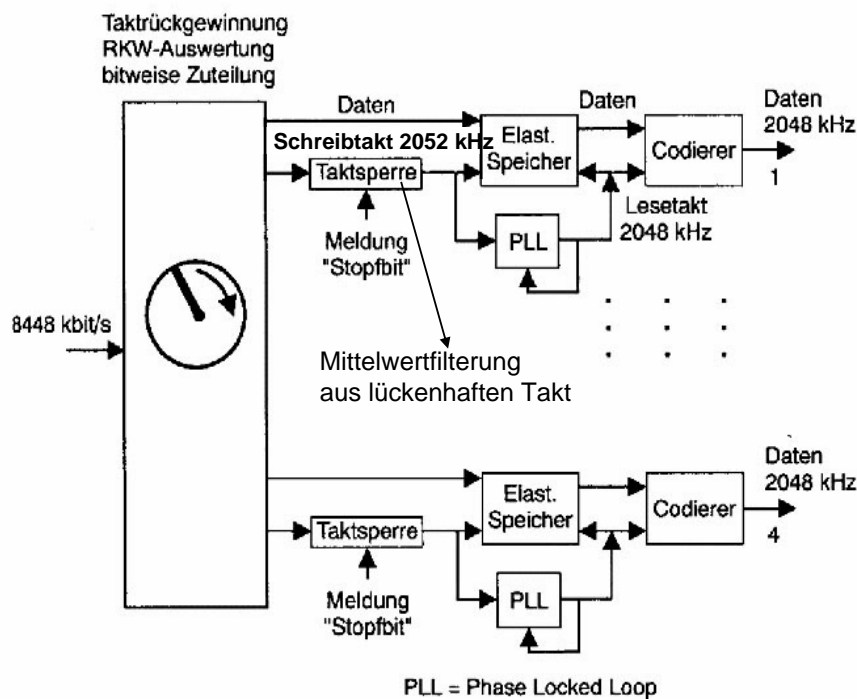 Taktrückgewinnung
RKW-Auswertung
bitweise Zuteilung
8448 kbit/s
Daten
Schreibtakt 2052 kHz
Taktsperre
Meldung
"Stopfbit"
Elast.
Speicher
PLL
Daten
Lesetakt
2048 kHz
Codierer
Daten
2048 kHz
1
Mittelwertfilterung
aus lückenhaften Takt
Taktsperre
Meldung
"Stopfbit"
Elast.
Speicher
PLL
Codierer
Daten
2048 kHz
4
PLL = Phase Locked Loop